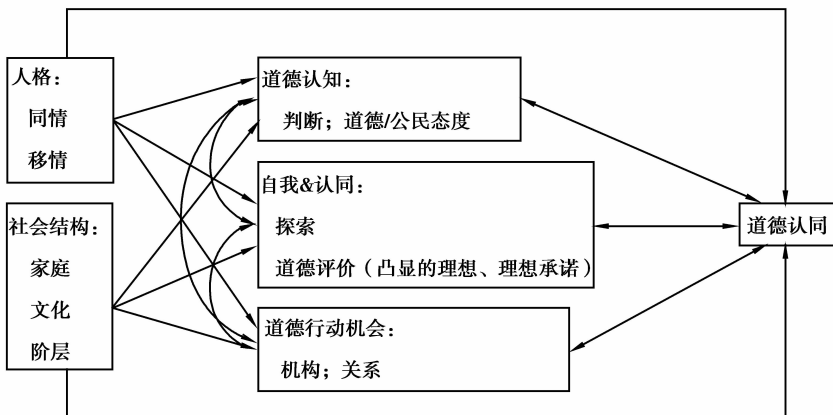 人格：
同情
移情
社会结构：
家庭
文化
阶层
道德认知：
判断；道德/公民态度
自我&认同：
探索
道德评价（凸显的理想、理想承诺）
道德行动机会：
机构；关系
道德认同